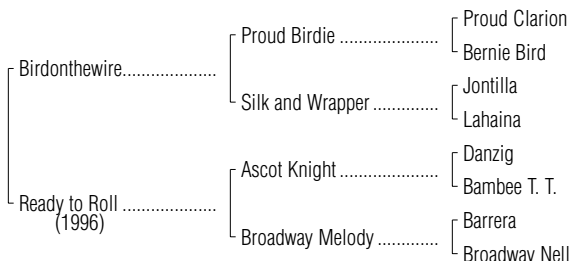 Proud Clarion
Proud Birdie ....................
Bernie Bird
Birdonthewire...................
Jontilla
Silk and Wrapper .............
Lahaina
Danzig
Ascot Knight ....................
Bambee T. T.
Ready to Roll ...................
(1996)
Barrera
Broadway Melody ............
Broadway Nell